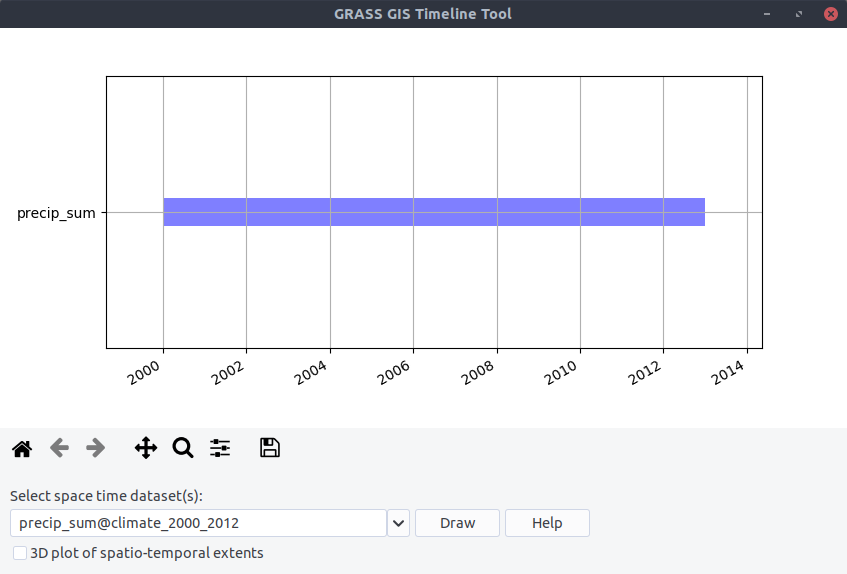 GRASS GIS Timeline Tool
precip_sum
2000 2002 2004 2006 2008 2010 2012 2014
Select space time dataset(s):
precip_sum@climate_2000_2012 Draw Help
3D plot of spatio-temporal extents